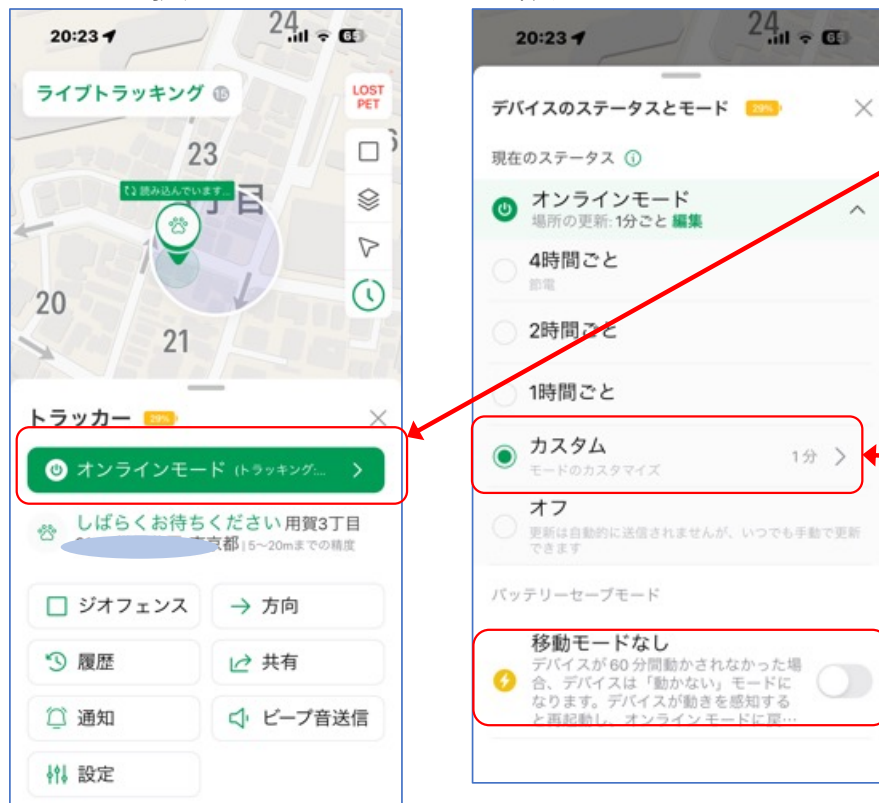 20:23
24
63
ライブトラッキング 15
LOST
PET
23
読み込んでいます...
丁目
20
21
トラッカー 29%
オンラインモード (トラッキング:...
しばらくお待ちください 用賀3丁目
京都 | 5〜20mまでの精度
ジオフェンス
方向
履歴
共有
通知
ビープ音送信
設定
20:23
24
63
デバイスのステータスとモード 29%
現在のステータス
オンラインモード
場所の更新: 1分ごと 編集
4時間ごと
節電
2時間ごと
1時間ごと
カスタム
モードのカスタマイズ
1分
オフ
更新は自動的に送信されませんが、いつでも手動で更新
できます
バッテリーセーブモード
移動モードなし
デバイスが 60 分間動かされなかった場
合、デバイスは「動かない」モードに
なります。デバイスが動きを感知する
と再起動し、オンライン モードに戻…